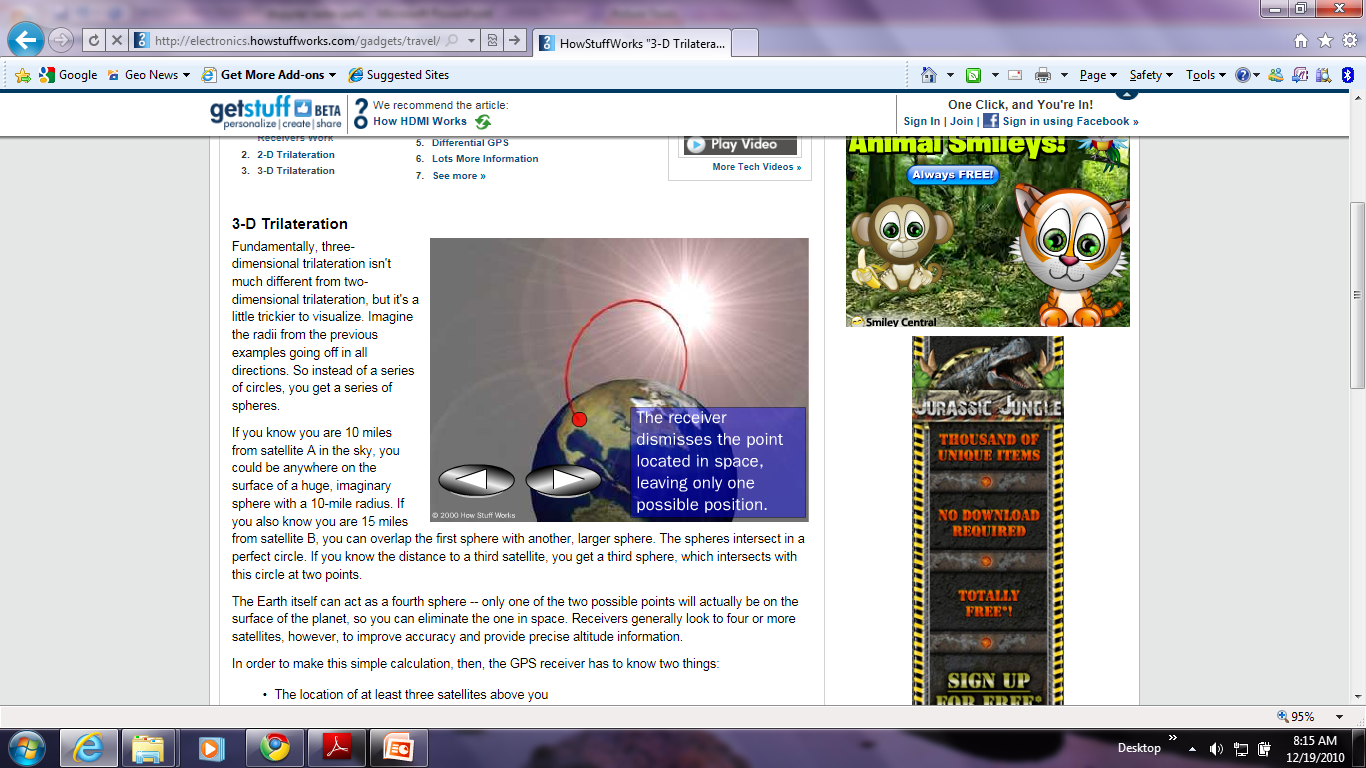 http://electronics.howstuffworks.com/gadgets/travel/
HowStuffWorks "3-D Trilatera...
Google
Geo News
Get More Add-ons
Suggested Sites
Page
Safety
Tools
getstuff BETA
personalize | create | share
We recommend the article:
How HDMI Works
One Click, and You're In!
Sign In | Join | Sign in using Facebook »
Receivers Work
2. 2-D Trilateration
3. 3-D Trilateration
5. Differential GPS
6. Lots More Information
7. See more »
Play Video
More Tech Videos »
Animal Smileys!
Always FREE!
Smiley Central
3-D Trilateration
Fundamentally, three-
dimensional trilateration isn't
much different from two-
dimensional trilateration, but it's a
little trickier to visualize. Imagine
the radii from the previous
examples going off in all
directions. So instead of a series
of circles, you get a series of
spheres.
If you know you are 10 miles
from satellite A in the sky, you
could be anywhere on the
surface of a huge, imaginary
sphere with a 10-mile radius. If
you also know you are 15 miles
from satellite B, you can overlap the first sphere with another, larger sphere. The spheres intersect in a
perfect circle. If you know the distance to a third satellite, you get a third sphere, which intersects with
this circle at two points.
The receiver
dismisses the point
located in space,
leaving only one
possible position.
© 2000 How Stuff Works
The Earth itself can act as a fourth sphere -- only one of the two possible points will actually be on the
surface of the planet, so you can eliminate the one in space. Receivers generally look to four or more
satellites, however, to improve accuracy and provide precise altitude information.
In order to make this simple calculation, then, the GPS receiver has to know two things:
• The location of at least three satellites above you
JURASSIC JUNGLE
THOUSAND OF
UNIQUE ITEMS
NO DOWNLOAD
REQUIRED
TOTALLY
FREE*!
SIGN UP
FOR FREE*
95%
Desktop
8:15 AM
12/19/2010